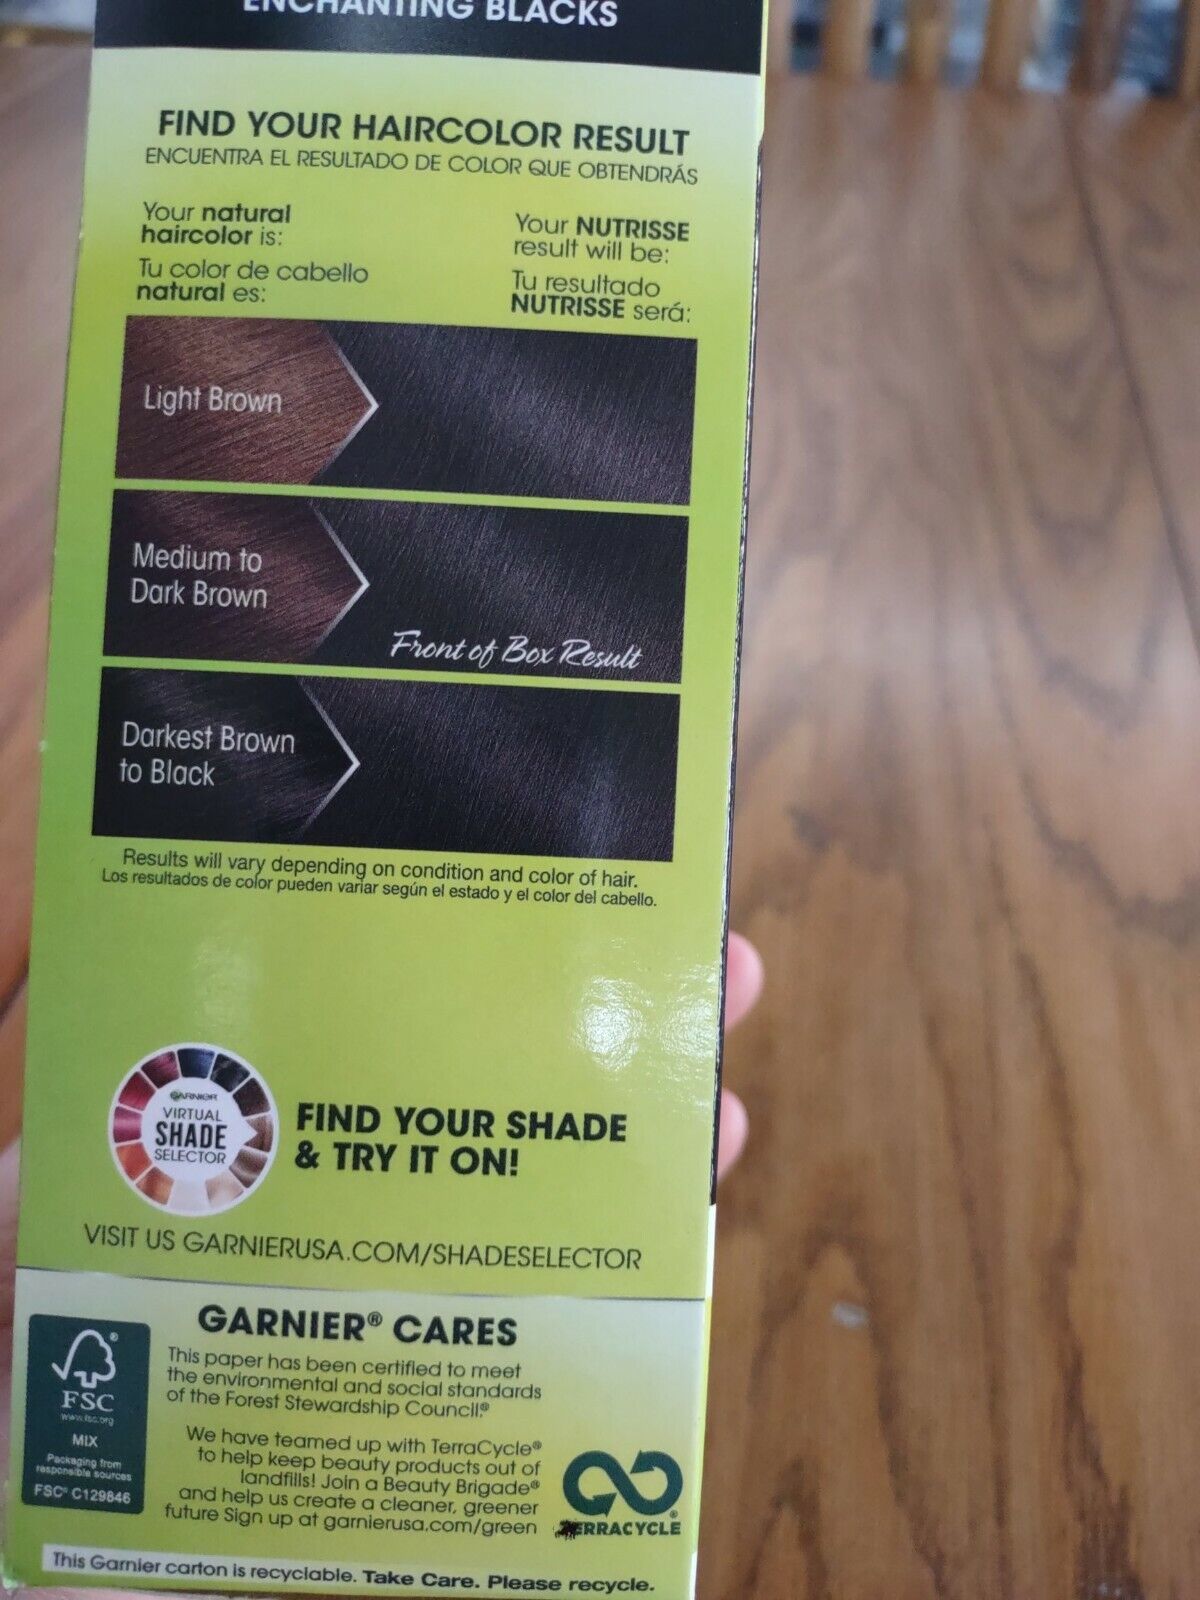 ENCHANTING BLACKS
FIND YOUR HAIRCOLOR RESULT
ENCUENTRA EL RESULTADO DE COLOR QUE OBTENDRÁS
Your natural
haircolor is:
Tu color de cabello
natural es:
Your NUTRISSE
result will be:
Tu resultado
NUTRISSE será:
Light Brown
Medium to
Dark Brown
Front of Box Result
Darkest Brown
to Black
Results will vary depending on condition and color of hair.
Los resultados de color pueden variar según el estado y el color del cabello.
GARNIER
VIRTUAL
SHADE
SELECTOR
FIND YOUR SHADE
& TRY IT ON!
VISIT US GARNIERUSA.COM/SHADESELECTOR
GARNIER® CARES
This paper has been certified to meet
the environmental and social standards
of the Forest Stewardship Council.®
FSC
www.fsc.org
MIX
Packaging from
responsible sources
FSC® C129846
We have teamed up with TerraCycle®
to help keep beauty products out of
landfills! Join a Beauty Brigade®
and help us create a cleaner, greener
future Sign up at garnierusa.com/green
TERRACYCLE
This Garnier carton is recyclable. Take Care. Please recycle.